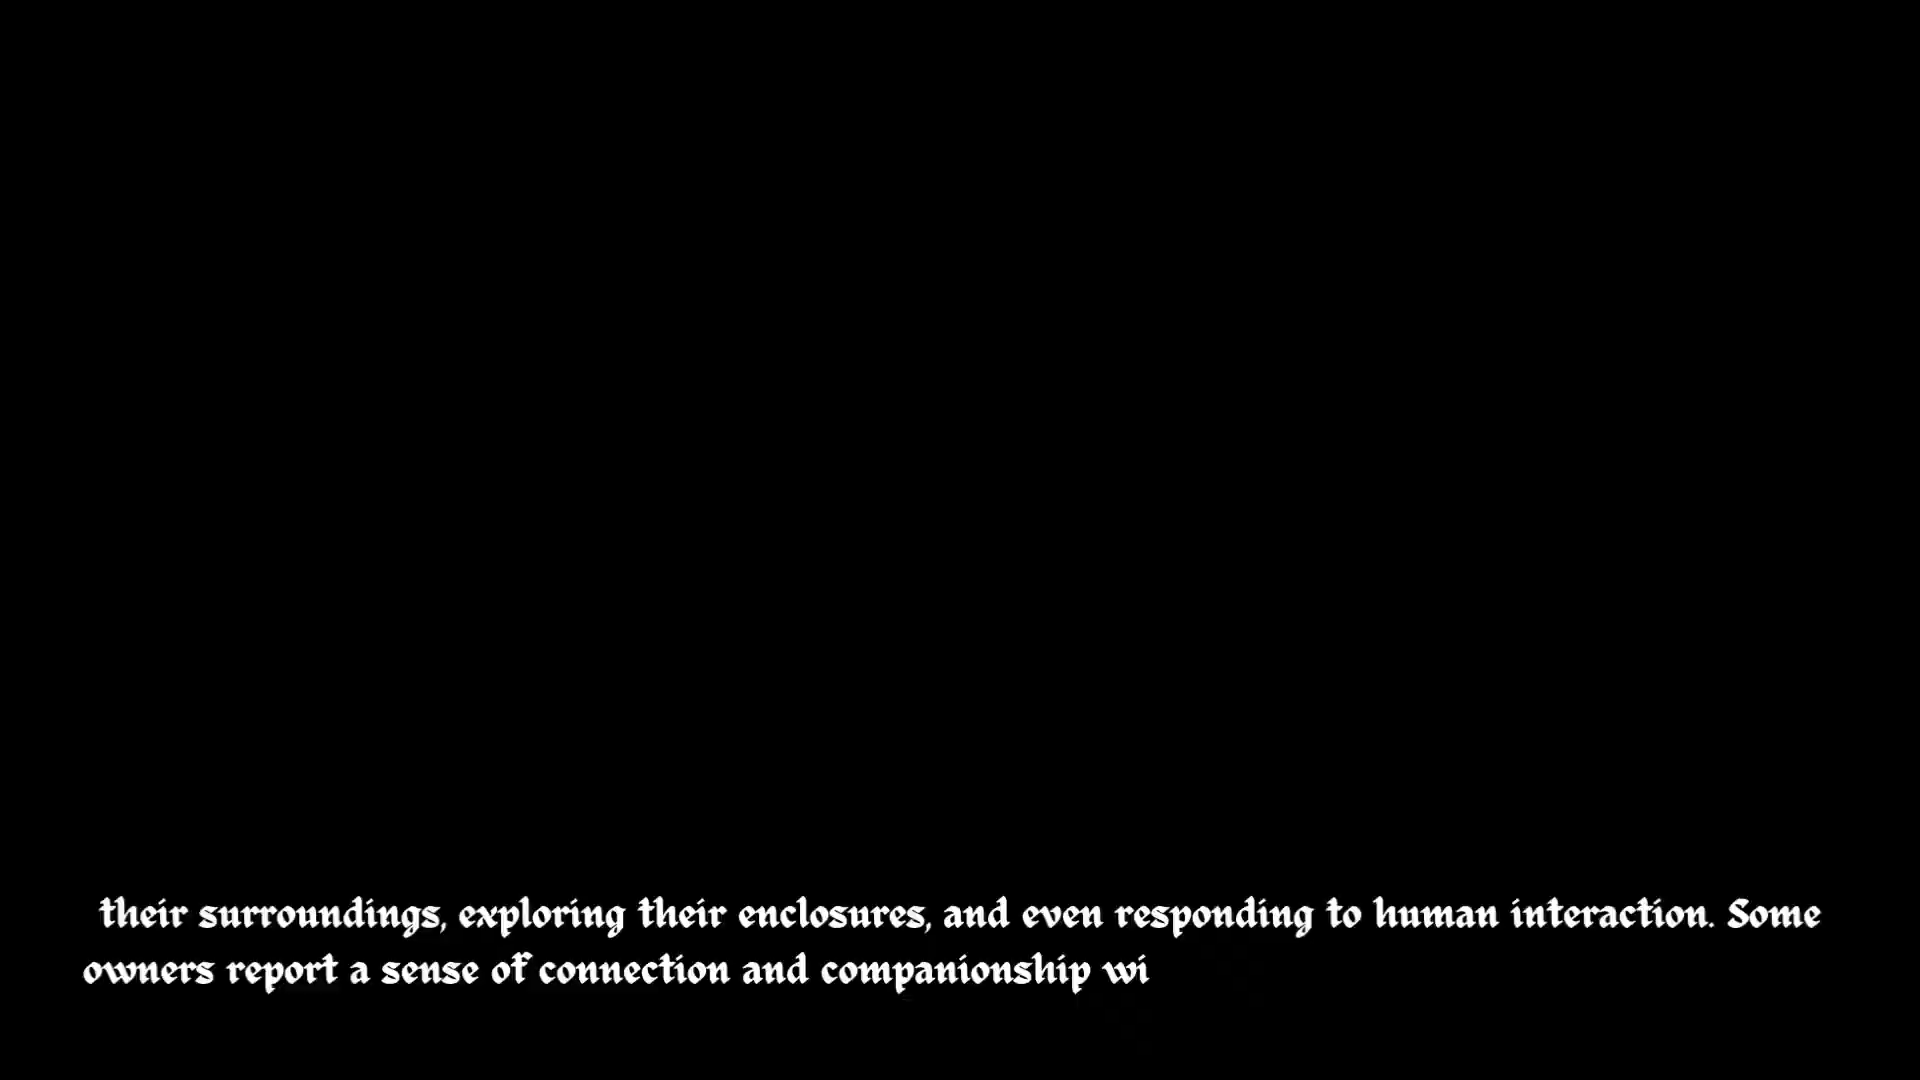 their surroundings, exploring their enclosures, and even responding to human interaction. Some
owners report a sense of connection and companionship wi